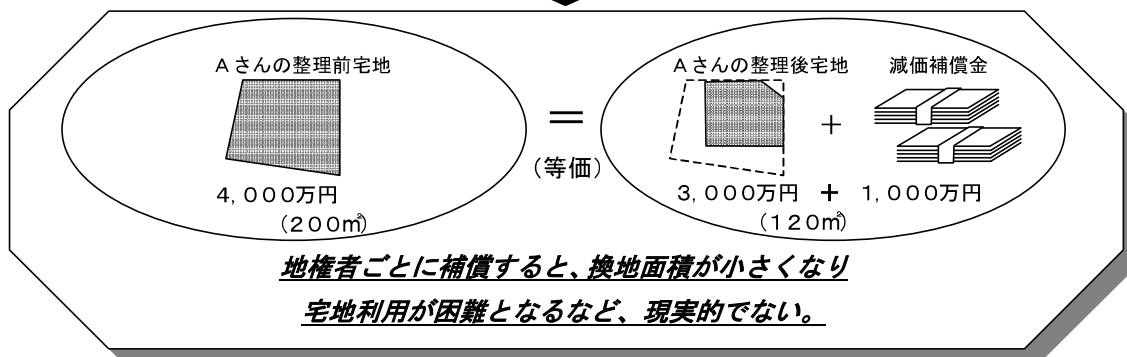 Aさんの整理前宅地
4,000万円
(200㎡)
=
(等価)
Aさんの整理後宅地
減価補償金
+
3,000万円 + 1,000万円
(120㎡)
地権者ごとに補償すると、換地面積が小さくなり
宅地利用が困難となるなど、現実的でない。